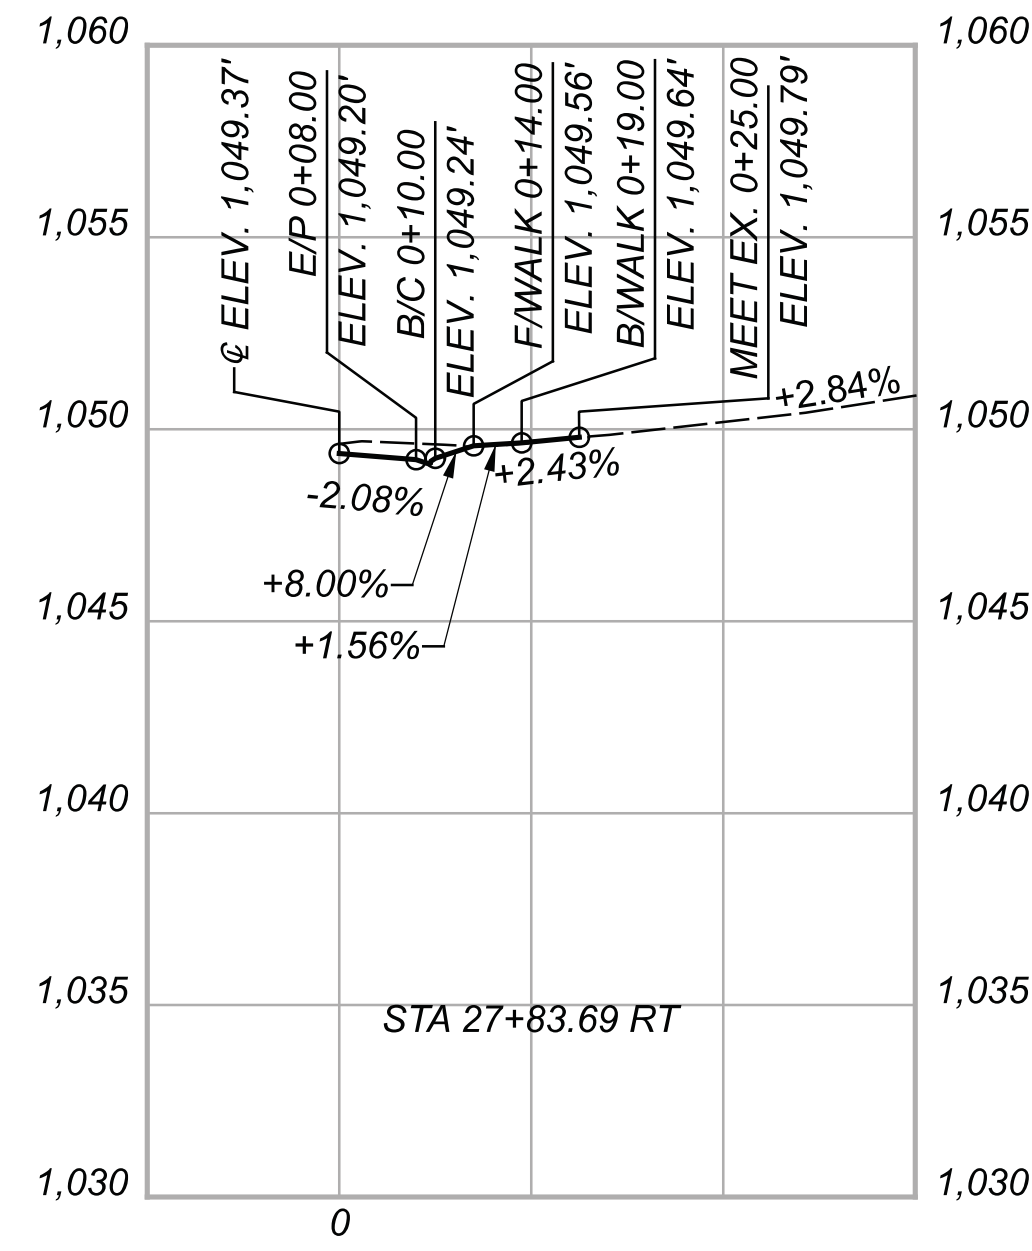 1,060
1,060
℄ ELEV. 1,049.37'
E/P 0+08.00
ELEV. 1,049.20'
B/C 0+10.00
ELEV. 1,049.24'
F/WALK 0+14.00
ELEV. 1,049.56'
B/WALK 0+19.00
ELEV. 1,049.64'
MEET EX. 0+25.00
ELEV. 1,049.79'
1,055
1,055
+2.84%
1,050
1,050
+2.43%
-2.08%
+8.00%
1,045
1,045
+1.56%
1,040
1,040
1,035
1,035
STA 27+83.69 RT
1,030
1,030
0